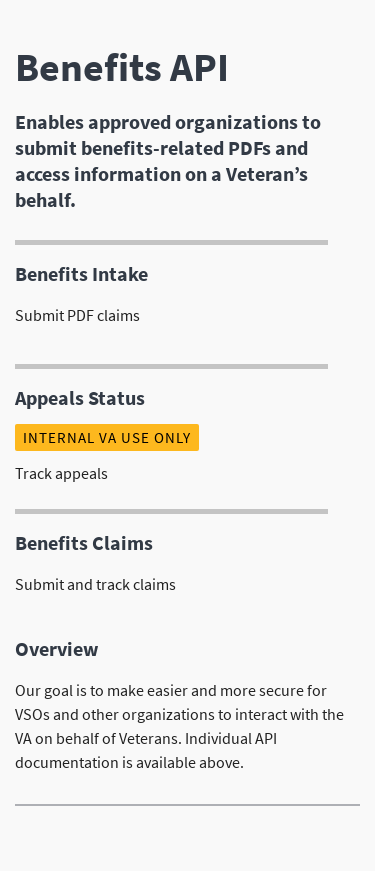 Benefits API
Enables approved organizations to
submit benefits-related PDFs and
access information on a Veteran’s
behalf.
Benefits Intake
Submit PDF claims
Appeals Status
INTERNAL VA USE ONLY
Track appeals
Benefits Claims
Submit and track claims
Overview
Our goal is to make easier and more secure for
VSOs and other organizations to interact with the
VA on behalf of Veterans. Individual API
documentation is available above.